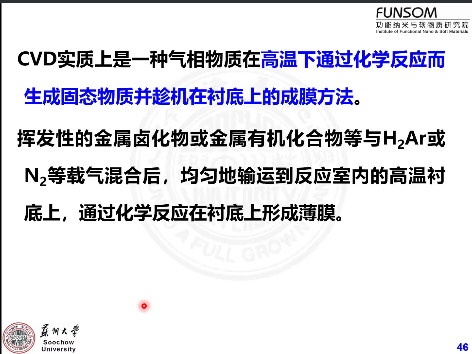 FUNSOM
功能纳米与软物质研究院
Institute of Functional Nano & Soft Materials
CVD实质上是一种气相物质在高温下通过化学反应而
生成固态物质并趁机在衬底上的成膜方法。
挥发性的金属卤化物或金属有机化合物等与H₂Ar或
N₂等载气混合后，均匀地输运到反应室内的高温衬
底上，通过化学反应在衬底上形成薄膜。
A FULL GROWN
苏州大学
Soochow
University
46